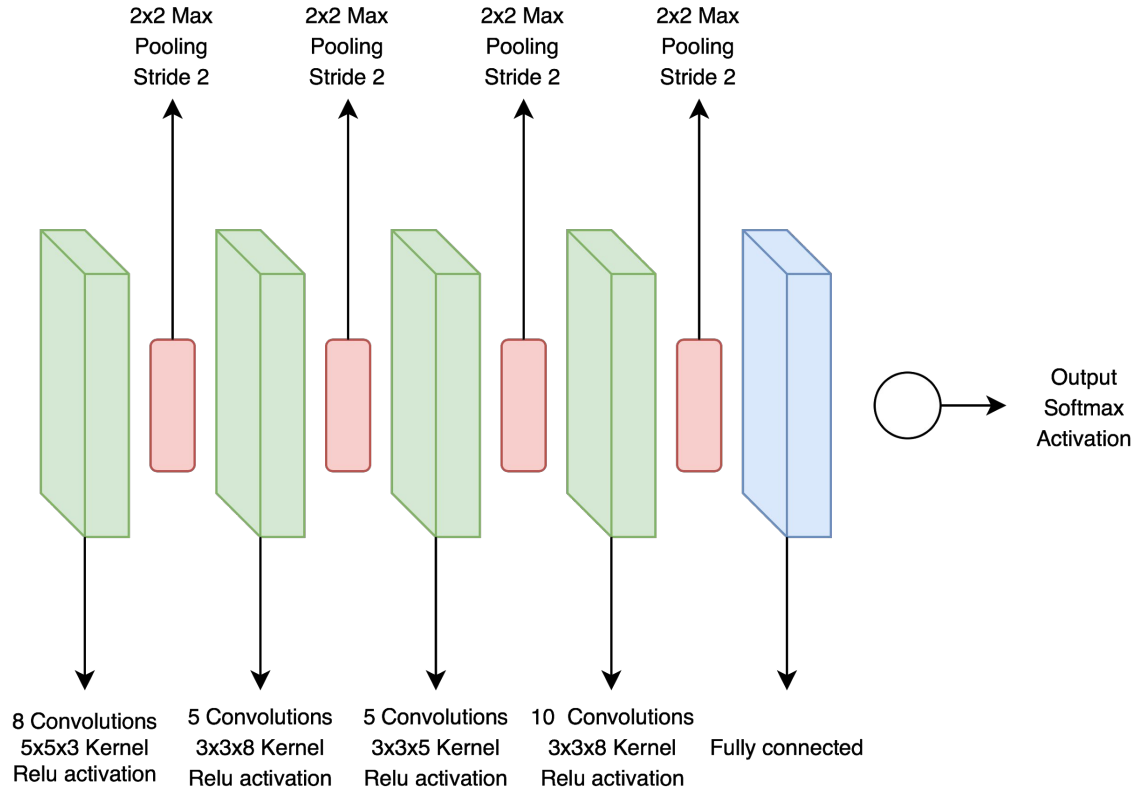 2x2 Max
Pooling
Stride 2
2x2 Max
Pooling
Stride 2
2x2 Max
Pooling
Stride 2
2x2 Max
Pooling
Stride 2
Output
Softmax
Activation
8 Convolutions
5x5x3 Kernel
Relu activation
5 Convolutions
3x3x8 Kernel
Relu activation
5 Convolutions
3x3x5 Kernel
Relu activation
10 Convolutions
3x3x8 Kernel
Relu activation
Fully connected